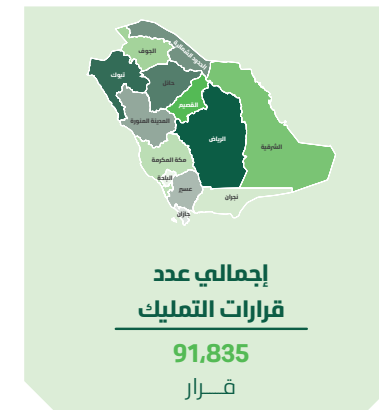 الحدود الشمالية
الجوف
تبوك
حائل
القصيم
المدينة المنورة
الرياض
الشرقية
مكة المكرمة
الباحة
عسير
نجران
جازان
إجمالي عدد
قرارات التمليك
91,835
قـــرار